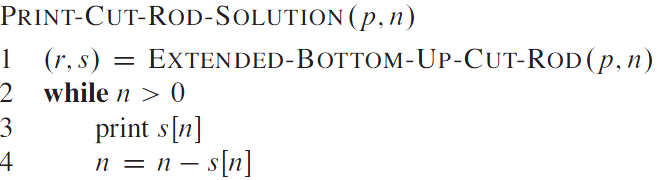 PRINT-CUT-ROD-SOLUTION(p, n)
1 (r, s) = EXTENDED-BOTTOM-UP-CUT-ROD(p, n)
2 while n > 0
3 print s[n]
4 n = n − s[n]